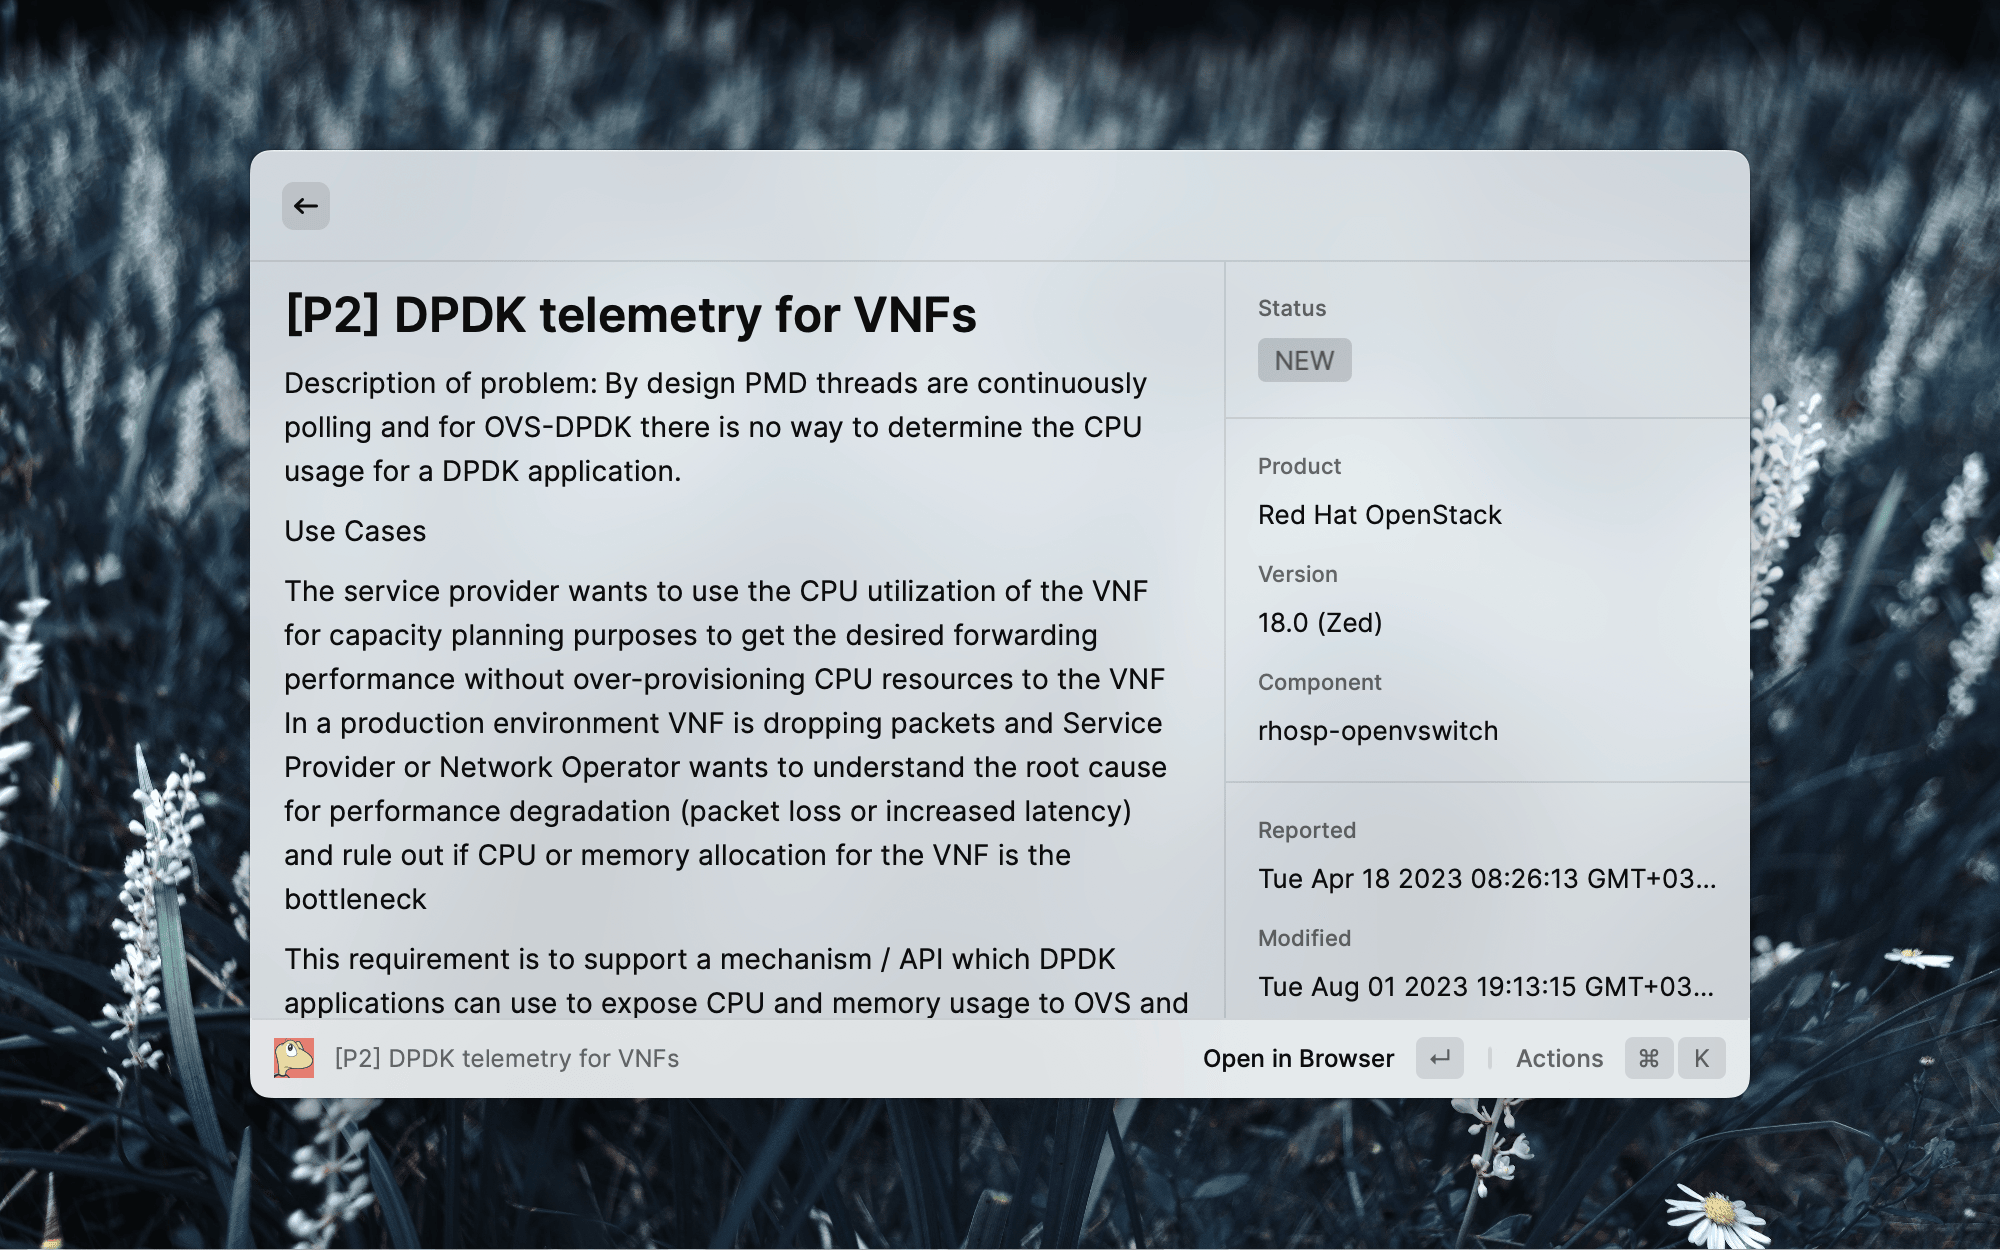 [P2] DPDK telemetry for VNFs
Description of problem: By design PMD threads are continuously
polling and for OVS-DPDK there is no way to determine the CPU
usage for a DPDK application.
Use Cases
The service provider wants to use the CPU utilization of the VNF
for capacity planning purposes to get the desired forwarding
performance without over-provisioning CPU resources to the VNF
In a production environment VNF is dropping packets and Service
Provider or Network Operator wants to understand the root cause
for performance degradation (packet loss or increased latency)
and rule out if CPU or memory allocation for the VNF is the
bottleneck
This requirement is to support a mechanism / API which DPDK
applications can use to expose CPU and memory usage to OVS and
Status
NEW
Product
Red Hat OpenStack
Version
18.0 (Zed)
Component
rhosp-openvswitch
Reported
Tue Apr 18 2023 08:26:13 GMT+03...
Modified
Tue Aug 01 2023 19:13:15 GMT+03...
[P2] DPDK telemetry for VNFs
Open in Browser ↵ | Actions ⌘ K